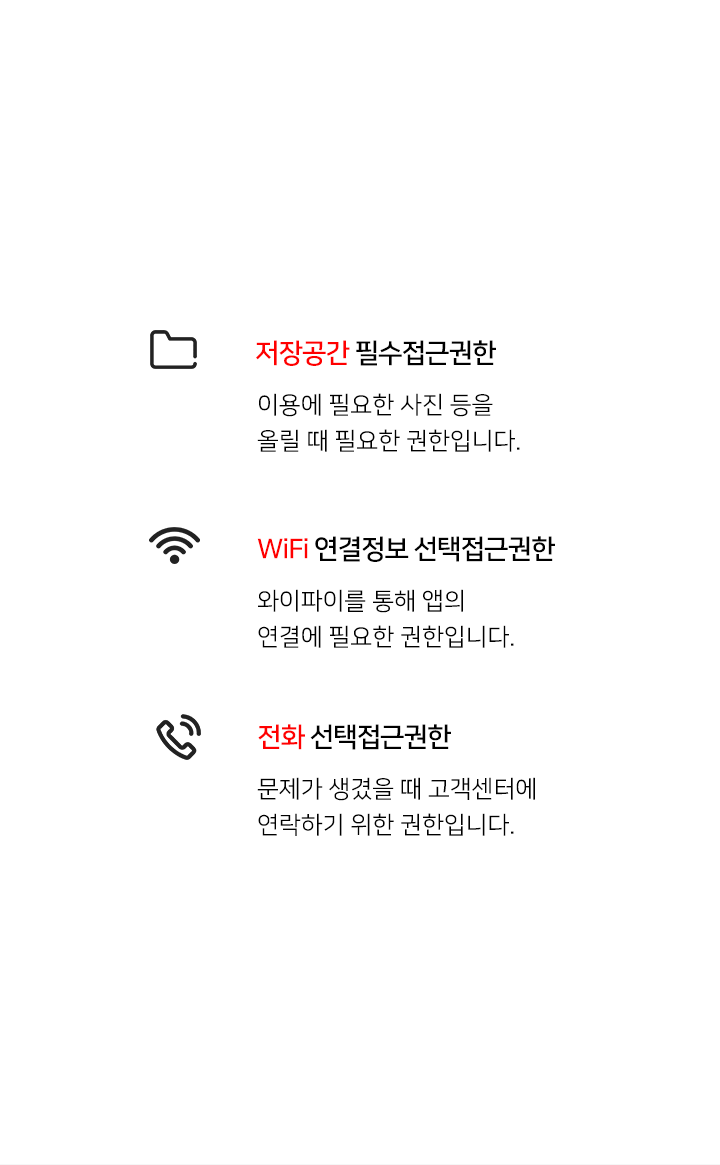 저장공간 필수접근권한
이용에 필요한 사진 등을
올릴 때 필요한 권한입니다.
WiFi 연결정보 선택접근권한
와이파이를 통해 앱의
연결에 필요한 권한입니다.
전화 선택접근권한
문제가 생겼을 때 고객센터에
연락하기 위한 권한입니다.